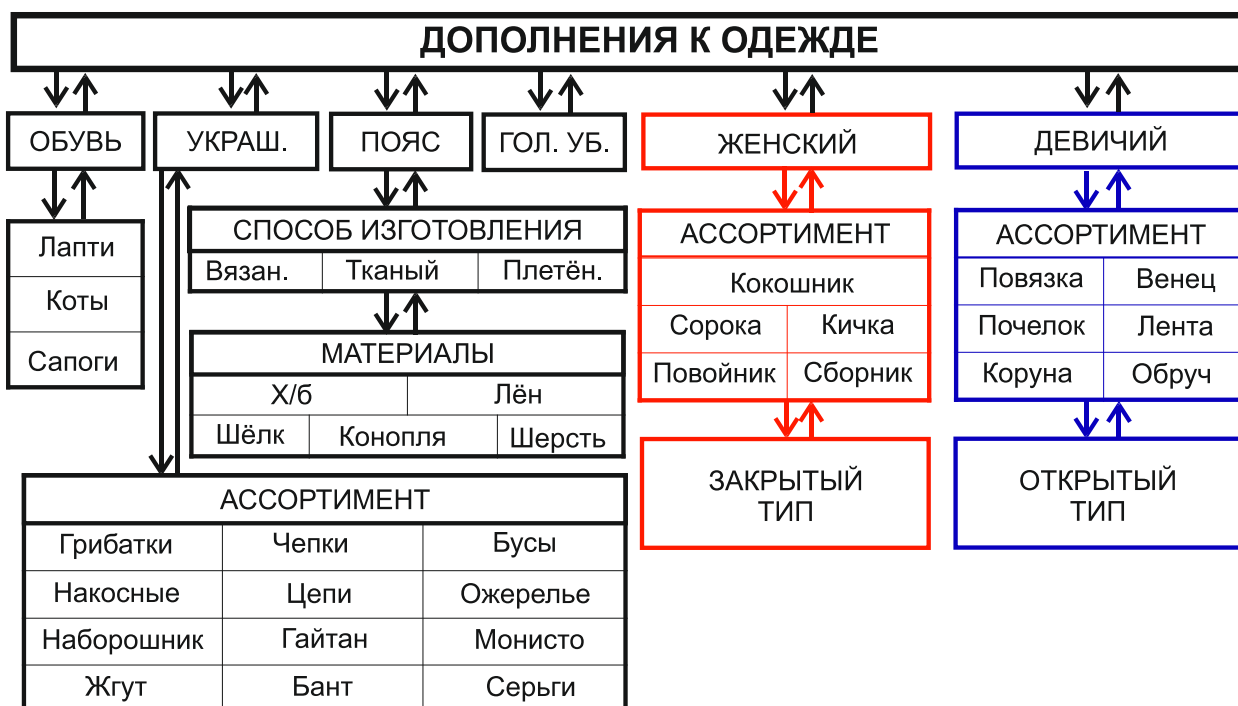 ДОПОЛНЕНИЯ К ОДЕЖДЕ
ОБУВЬ
УКРАШ.
ПОЯС
ГОЛ. УБ.
ЖЕНСКИЙ
ДЕВИЧИЙ
Лапти
Коты
Сапоги
СПОСОБ ИЗГОТОВЛЕНИЯ
Вязан. Тканый Плетён.
МАТЕРИАЛЫ
Х/б Лён
Шёлк Конопля Шерсть
АССОРТИМЕНТ
Кокошник
Сорока Кичка
Повойник Сборник
ЗАКРЫТЫЙ
ТИП
АССОРТИМЕНТ
Повязка Венец
Почелок Лента
Коруна Обруч
ОТКРЫТЫЙ
ТИП
АССОРТИМЕНТ
Грибатки Чепки Бусы
Накосные Цепи Ожерелье
Наборошник Гайтан Монисто
Жгут Бант Серьги